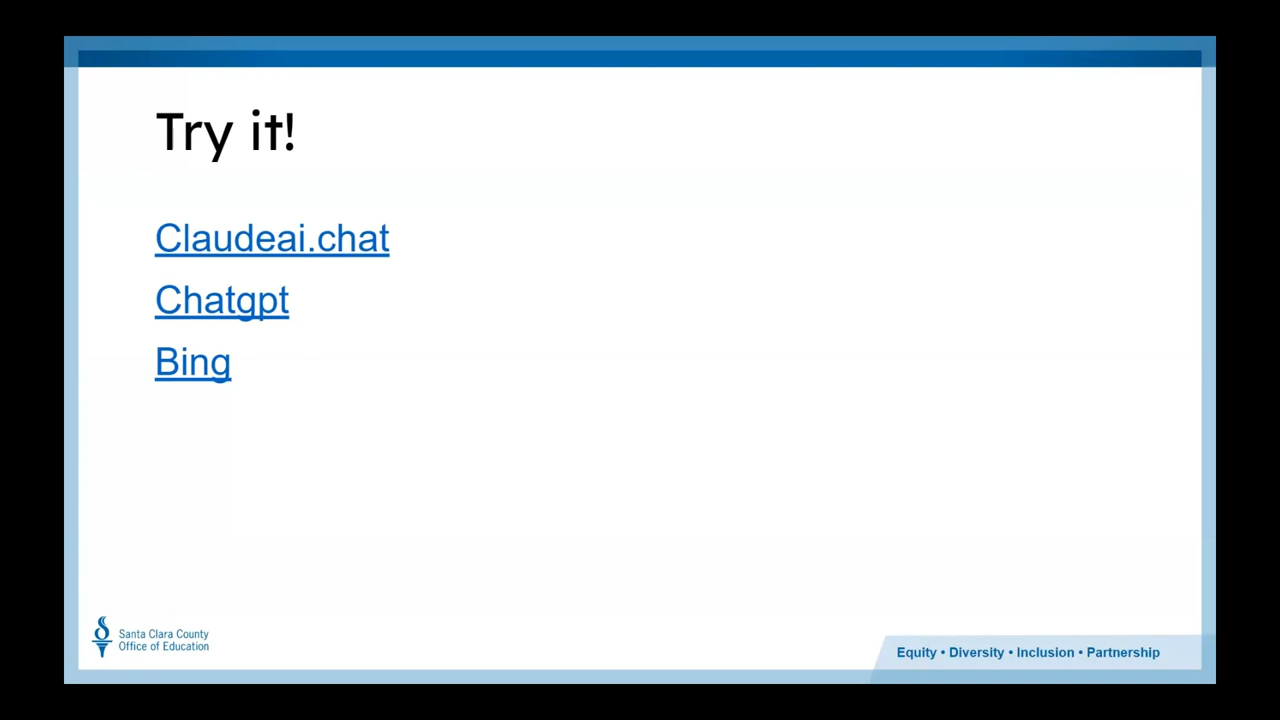 Try it!
Claudeai.chat
Chatgpt
Bing
Santa Clara County
Office of Education
Equity • Diversity • Inclusion • Partnership